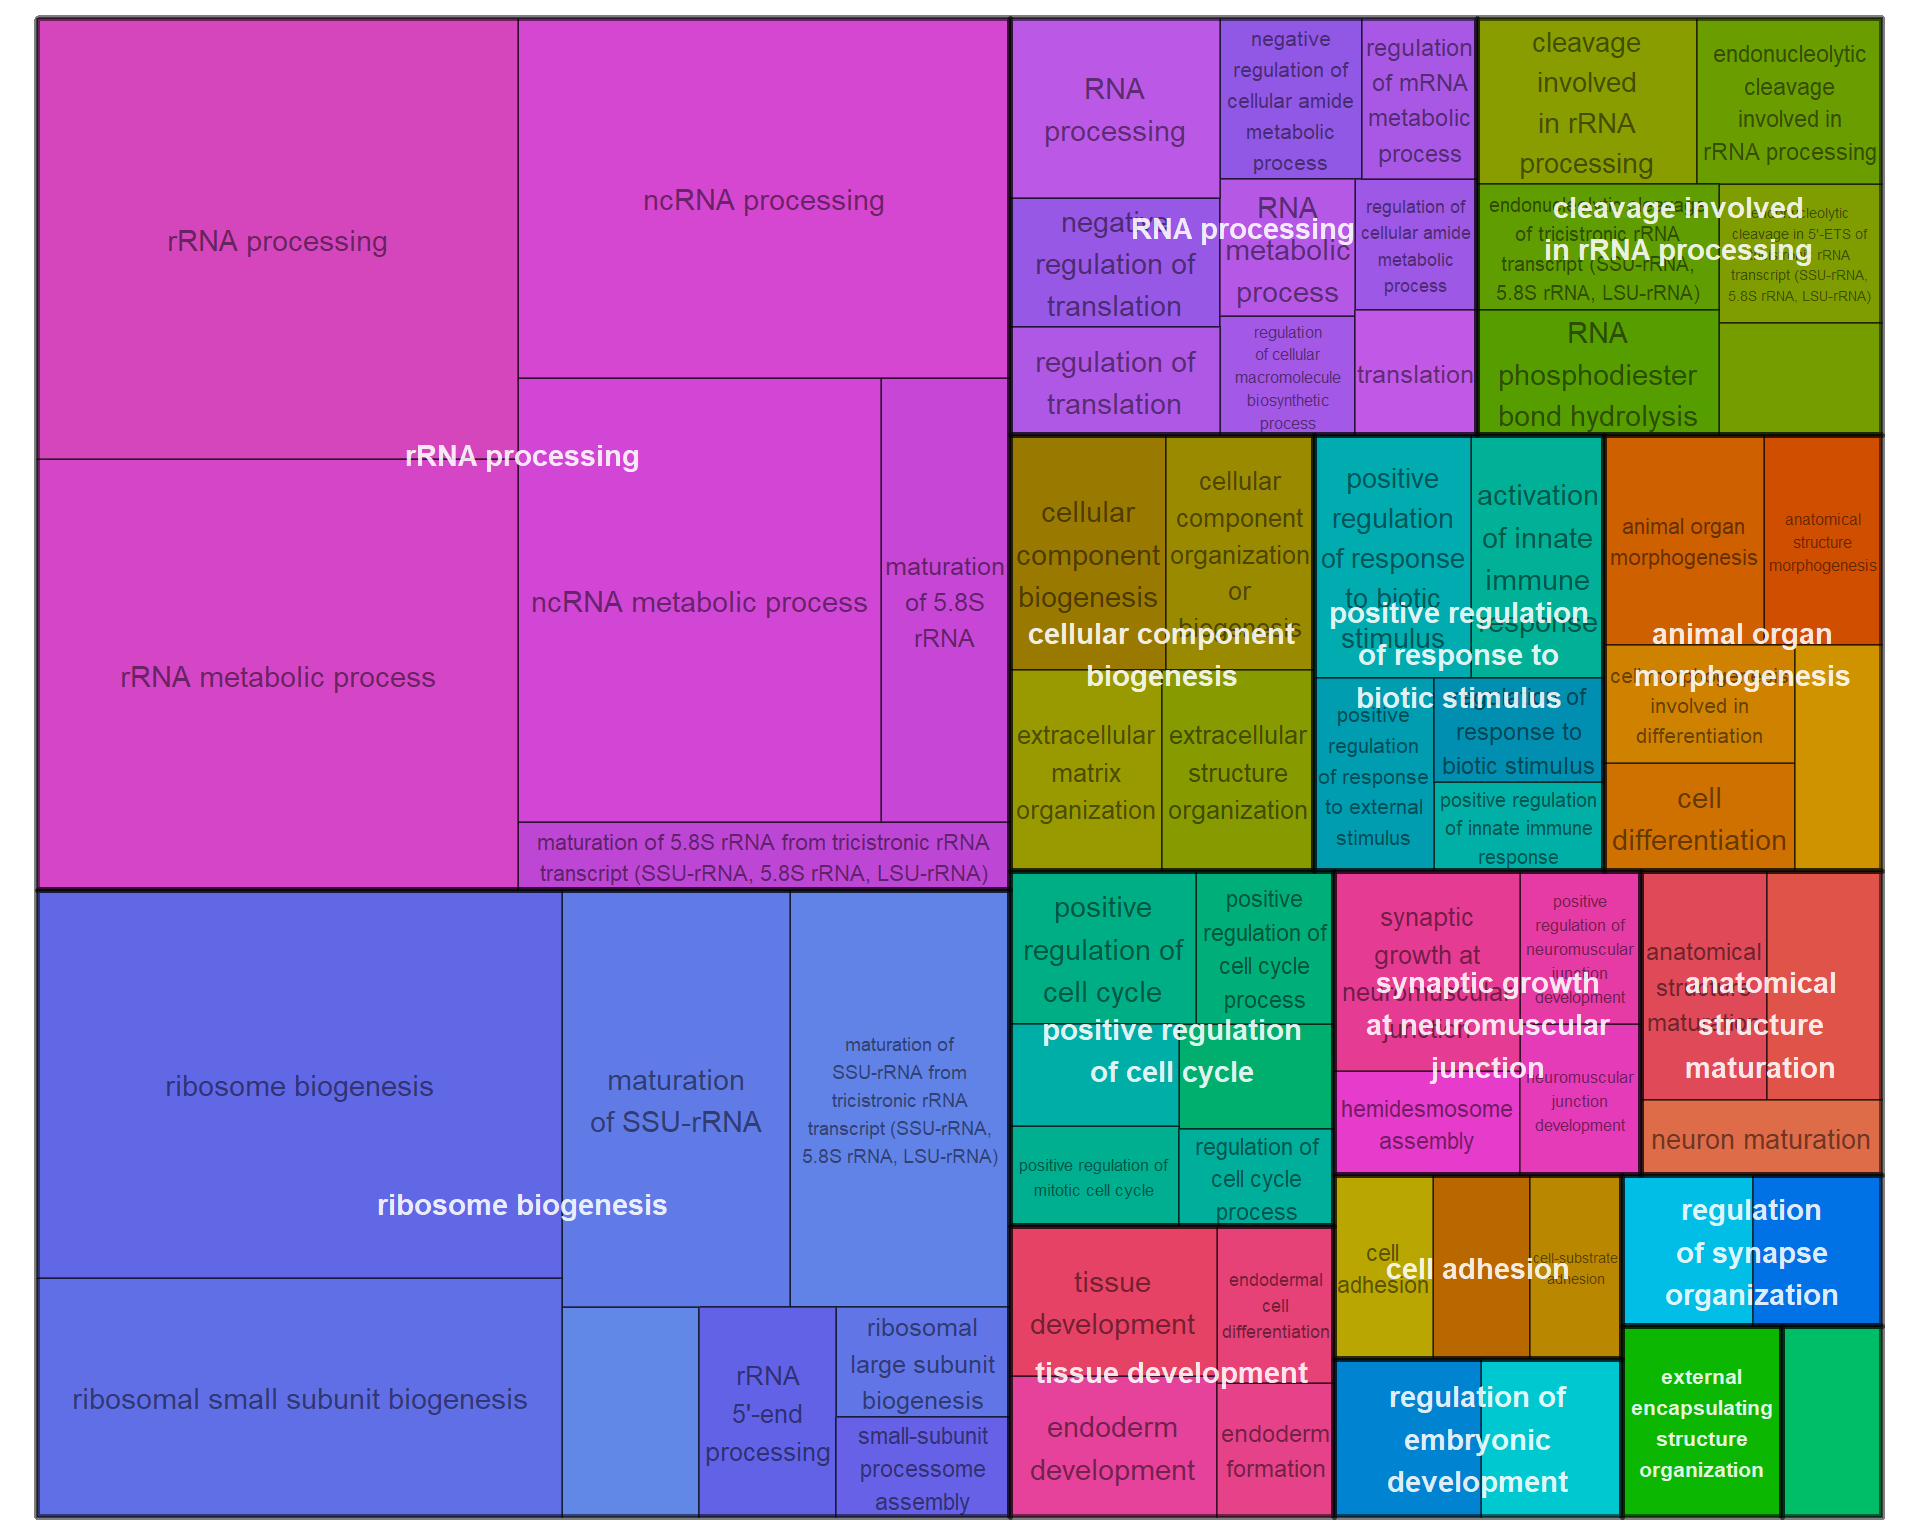 rRNA processing
ncRNA processing
rRNA metabolic process
ncRNA metabolic process
maturation
of 5.8S
rRNA
maturation of 5.8S rRNA from tricistronic rRNA
transcript (SSU-rRNA, 5.8S rRNA, LSU-rRNA)
rRNA processing
ribosome biogenesis
maturation
of SSU-rRNA
maturation of
SSU-rRNA from
tricistronic rRNA
transcript (SSU-rRNA,
5.8S rRNA, LSU-rRNA)
ribosomal small subunit biogenesis
rRNA
5'-end
processing
ribosomal
large subunit
biogenesis
small-subunit
processome
assembly
ribosome biogenesis
RNA
processing
negative
regulation of
cellular amide
metabolic
process
regulation
of mRNA
metabolic
process
negative
regulation of
translation
RNA
metabolic
process
regulation of
cellular amide
metabolic
process
regulation of
translation
regulation
of cellular
macromolecule
biosynthetic
process
translation
RNA processing
cleavage
involved
in rRNA
processing
endonucleolytic
cleavage
involved in
rRNA processing
endonucleolytic cleavage
of tricistronic rRNA
transcript (SSU-rRNA,
5.8S rRNA, LSU-rRNA)
endonucleolytic
cleavage in 5'-ETS of
rRNA
transcript (SSU-rRNA,
5.8S rRNA, LSU-rRNA)
RNA
phosphodiester
bond hydrolysis
cleavage involved
in rRNA processing
cellular
component
biogenesis
cellular
component
organization
or
biogenesis
extracellular
matrix
organization
extracellular
structure
organization
cellular component
biogenesis
positive
regulation
of response
to biotic
stimulus
activation
of innate
immune
response
positive
regulation
of response
to external
stimulus
regulation of
response to
biotic stimulus
positive regulation
of innate immune
response
positive regulation
of response to
biotic stimulus
animal organ
morphogenesis
anatomical
structure
morphogenesis
cell morphogenesis
involved in
differentiation
cell
differentiation
animal organ
morphogenesis
positive
regulation of
cell cycle
positive
regulation of
cell cycle
process
positive regulation of
mitotic cell cycle
regulation of
cell cycle
process
positive regulation
of cell cycle
synaptic
growth at
neuromuscular
junction
positive
regulation of
neuromuscular
junction
development
hemidesmosome
assembly
neuromuscular
junction
development
synaptic growth
at neuromuscular
junction
anatomical
structure
maturation
neuron maturation
anatomical
structure
maturation
tissue
development
endodermal
cell
differentiation
endoderm
development
endoderm
formation
tissue development
cell
adhesion
cell-substrate
adhesion
cell adhesion
regulation
of synapse
organization
regulation of
embryonic
development
external
encapsulating
structure
organization